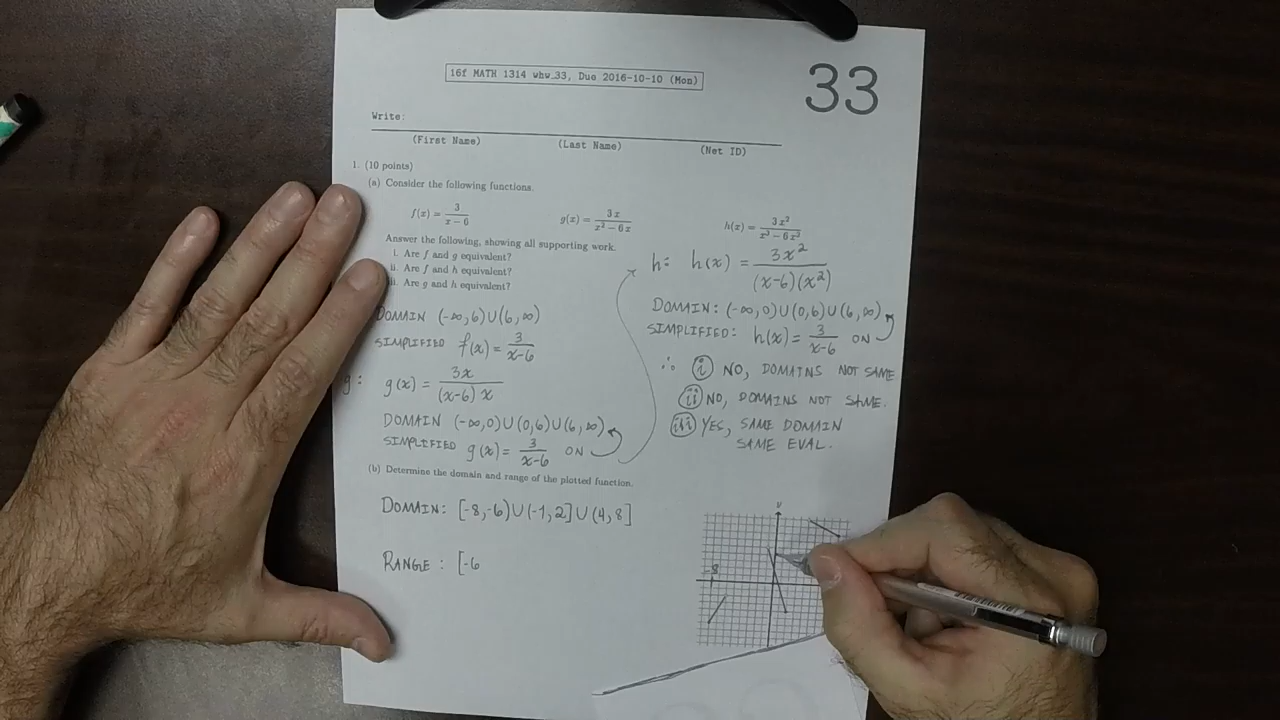 16f MATH 1314 whw_33, Due 2016-10-10 (Mon)
33
Write:
(First Name) (Last Name) (Net ID)
1. (10 points)
(a) Consider the following functions.
f(x) = 3/(x − 6) g(x) = 3x/(x² − 6x) h(x) = 3x²/(x³ − 6x²)
Answer the following, showing all supporting work.
i. Are f and g equivalent?
ii. Are f and h equivalent?
iii. Are g and h equivalent?
DOMAIN (-∞,6)∪(6,∞)
SIMPLIFIED f(x) = 3/(x-6)
g: g(x) = 3x/((x-6) x)
DOMAIN (-∞,0)∪(0,6)∪(6,∞)
SIMPLIFIED g(x) = 3/(x-6) ON
h: h(x) = 3x²/((x-6)(x²))
DOMAIN: (-∞,0)∪(0,6)∪(6,∞)
SIMPLIFIED: h(x) = 3/(x-6) ON
∴ (i) NO, DOMAINS NOT SAME
(ii) NO, DOMAINS NOT SAME.
(iii) YES, SAME DOMAIN
SAME EVAL.
(b) Determine the domain and range of the plotted function.
DOMAIN: [-8,-6)∪(-1,2]∪(4,8]
RANGE : [-6
y
-8